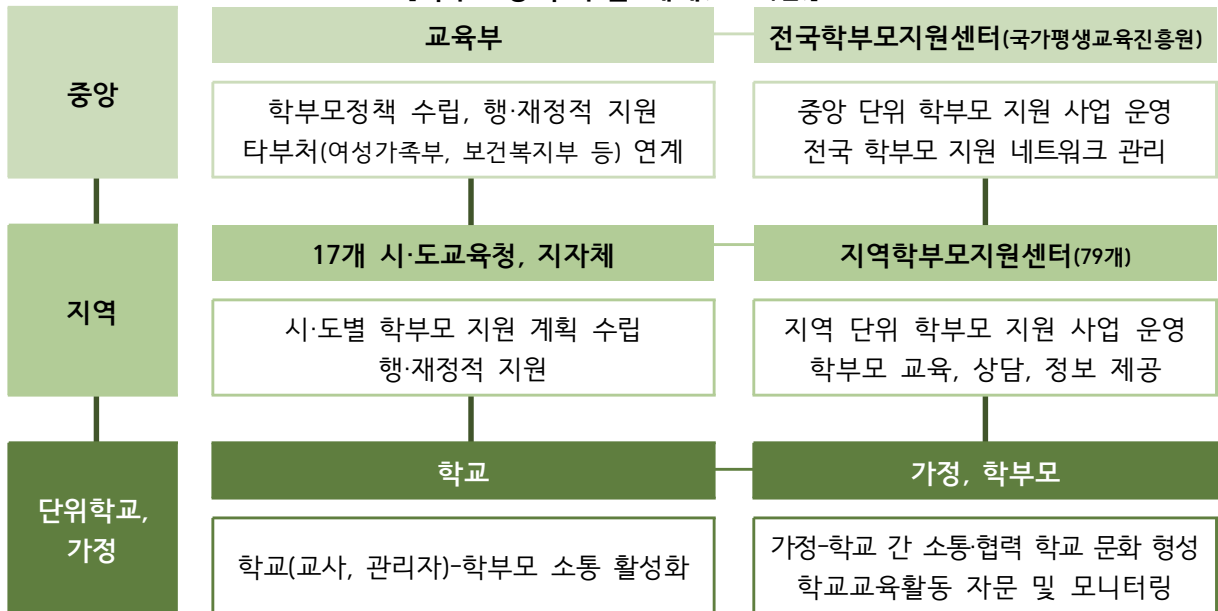 중앙
교육부
전국학부모지원센터(국가평생교육진흥원)
학부모정책 수립, 행·재정적 지원
타부처(여성가족부, 보건복지부 등) 연계
중앙 단위 학부모 지원 사업 운영
전국 학부모 지원 네트워크 관리
지역
17개 시·도교육청, 지자체
지역학부모지원센터(79개)
시·도별 학부모 지원 계획 수립
행·재정적 지원
지역 단위 학부모 지원 사업 운영
학부모 교육, 상담, 정보 제공
단위학교,
가정
학교
가정, 학부모
학교(교사, 관리자)-학부모 소통 활성화
가정-학교 간 소통·협력 학교 문화 형성
학교교육활동 자문 및 모니터링